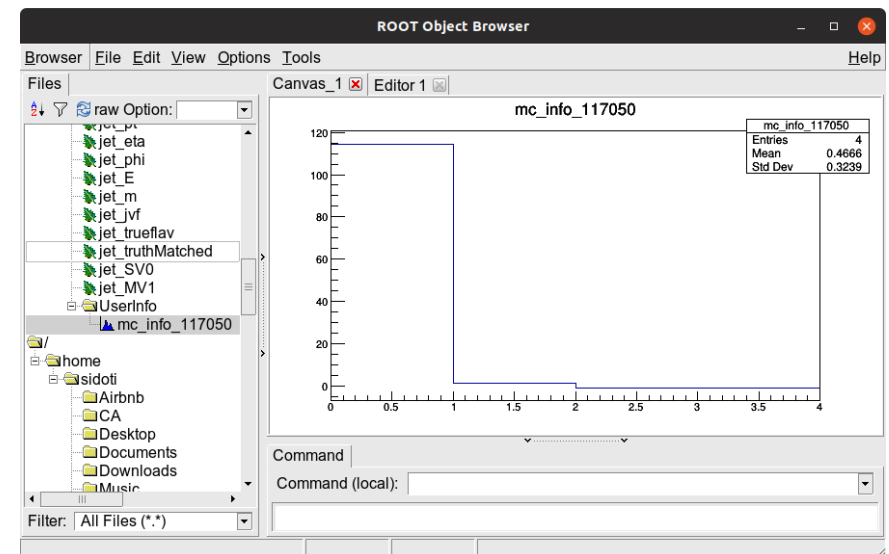 ROOT Object Browser
Browser File Edit View Options Tools Help
Files
raw Option:
jet_pt
jet_eta
jet_phi
jet_E
jet_m
jet_jvf
jet_trueflav
jet_truthMatched
jet_SV0
jet_MV1
UserInfo
mc_info_117050
/
home
sidoti
Airbnb
CA
Desktop
Documents
Downloads
Music
Filter: All Files (*.*)
Canvas_1 Editor 1
mc_info_117050
mc_info_117050
Entries 4
Mean 0.4666
Std Dev 0.3239
120
100
80
60
40
20
0
0 0.5 1 1.5 2 2.5 3 3.5 4
Command
Command (local):